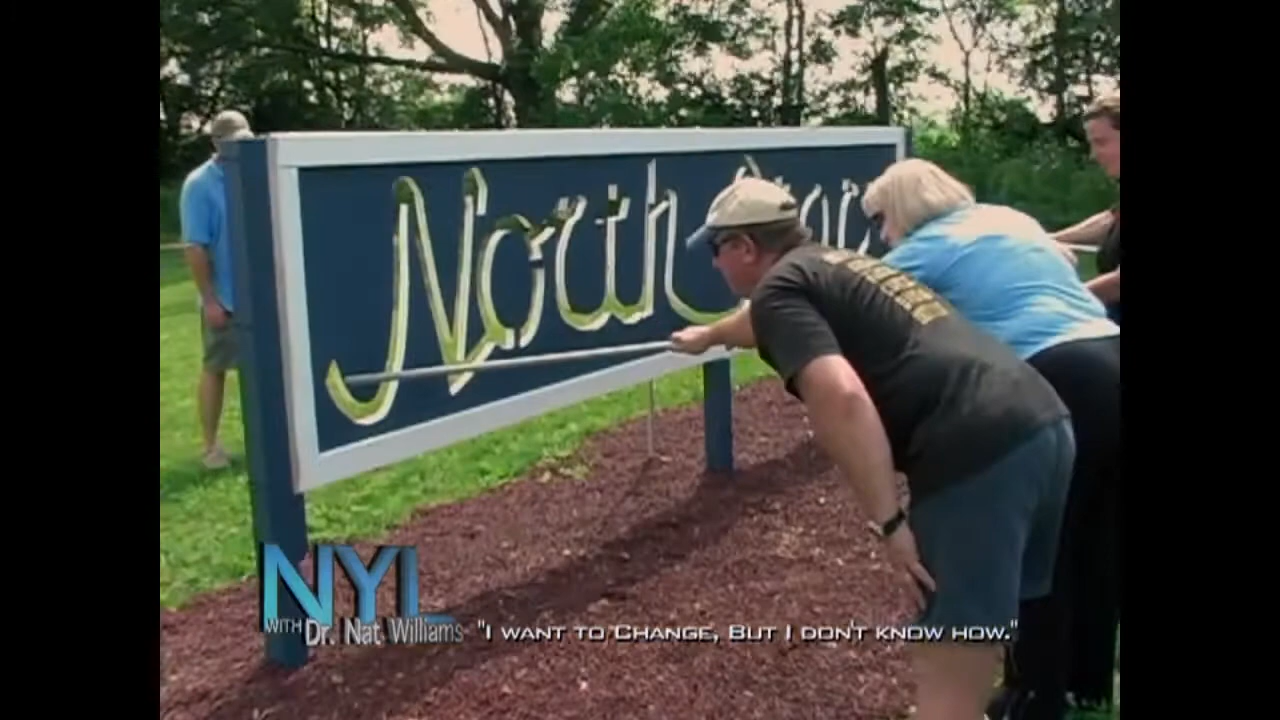 North
NYL
WITH Dr. Nat Williams
"I WANT TO CHANGE, BUT I DON'T KNOW HOW."